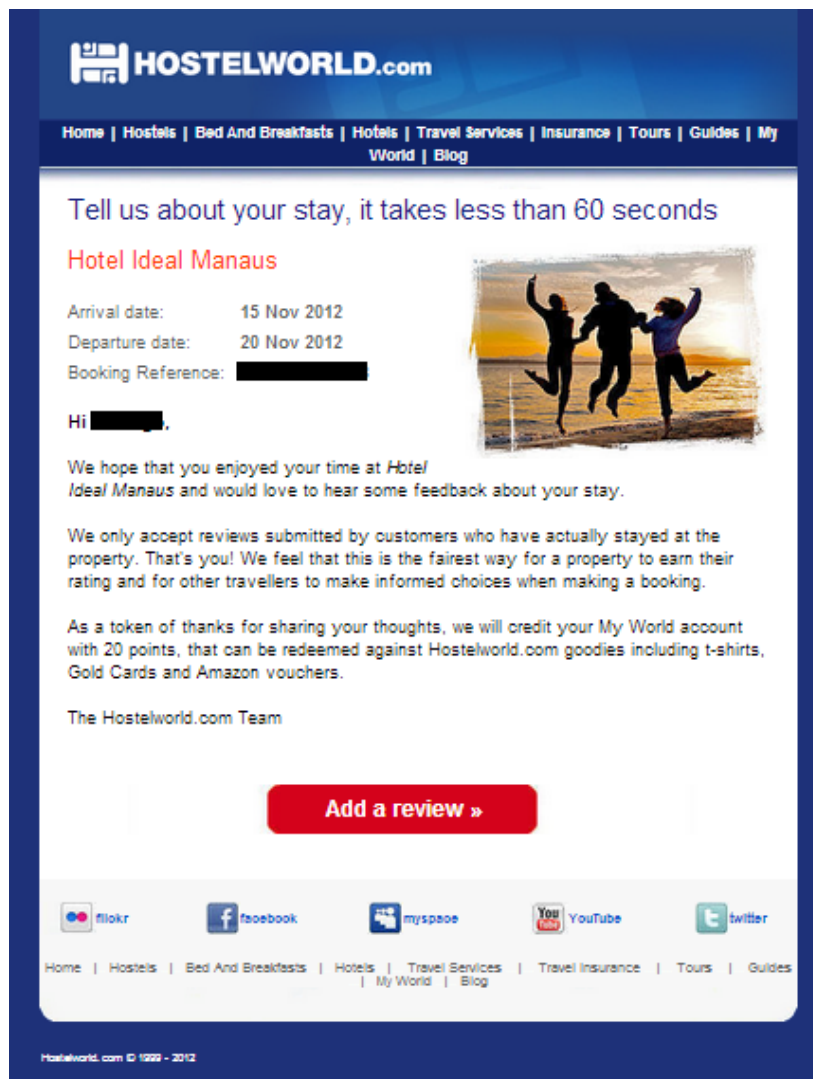 HOSTELWORLD.com
Home | Hostels | Bed And Breakfasts | Hotels | Travel Services | Insurance | Tours | Guides | My
World | Blog
Tell us about your stay, it takes less than 60 seconds
Hotel Ideal Manaus
Arrival date: 15 Nov 2012
Departure date: 20 Nov 2012
Booking Reference:
Hi ,
We hope that you enjoyed your time at Hotel
Ideal Manaus and would love to hear some feedback about your stay.
We only accept reviews submitted by customers who have actually stayed at the
property. That's you! We feel that this is the fairest way for a property to earn their
rating and for other travellers to make informed choices when making a booking.
As a token of thanks for sharing your thoughts, we will credit your My World account
with 20 points, that can be redeemed against Hostelworld.com goodies including t-shirts,
Gold Cards and Amazon vouchers.
The Hostelworld.com Team
Add a review »
flickr facebook myspace You Tube YouTube twitter
Home | Hostels | Bed And Breakfasts | Hotels | Travel Services | Travel Insurance | Tours | Guides
| My World | Blog
Hostelworld. com © 1999 - 2012